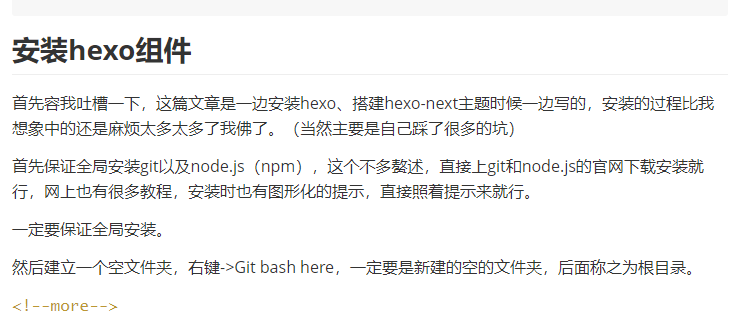 安装hexo组件
首先容我吐槽一下，这篇文章是一边安装hexo、搭建hexo-next主题时候一边写的，安装的过程比我
想象中的还是麻烦太多太多了我佛了。（当然主要是自己踩了很多的坑）
首先保证全局安装git以及node.js（npm），这个不多螯述，直接上git和node.js的官网下载安装就
行，网上也有很多教程，安装时也有图形化的提示，直接照着提示来就行。
一定要保证全局安装。
然后建立一个空文件夹，右键->Git bash here，一定要是新建的空的文件夹，后面称之为根目录。
<!--more-->